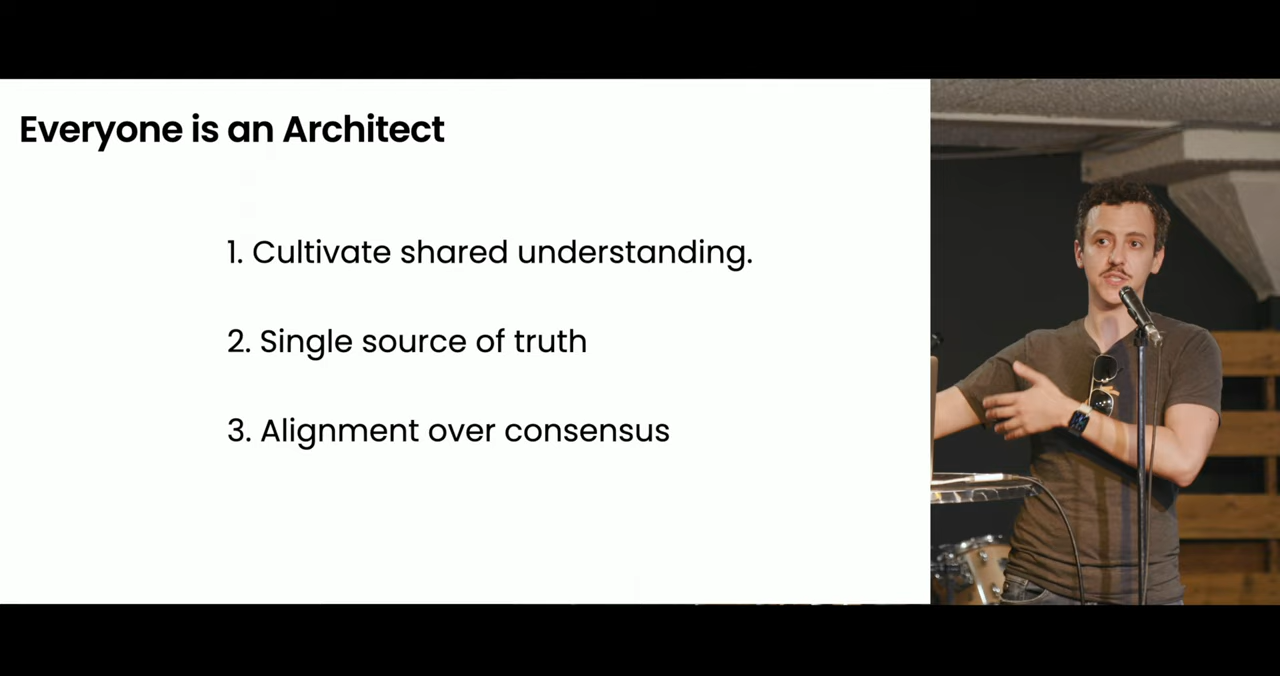 Everyone is an Architect
1. Cultivate shared understanding.
2. Single source of truth
3. Alignment over consensus